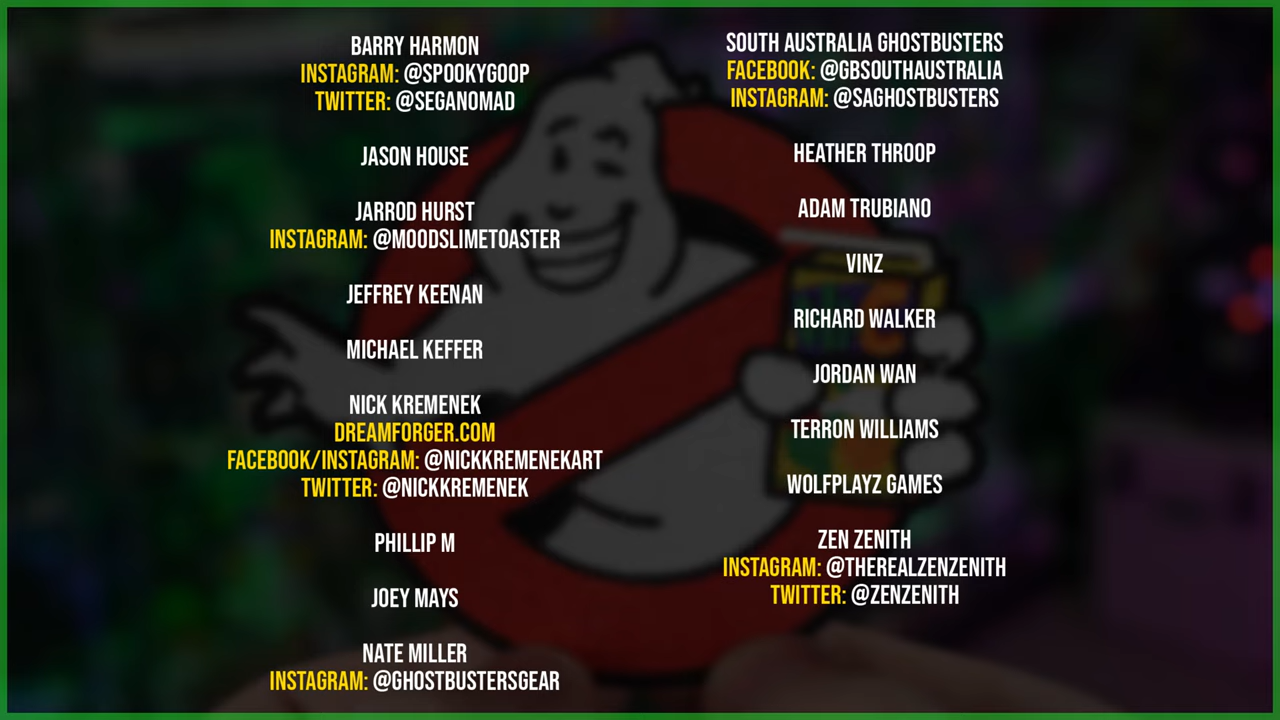 BARRY HARMON
INSTAGRAM: @SPOOKYGOOP
TWITTER: @SEGANOMAD
JASON HOUSE
JARROD HURST
INSTAGRAM: @MOODSLIMETOASTER
JEFFREY KEENAN
MICHAEL KEFFER
NICK KREMENEK
DREAMFORGER.COM
FACEBOOK/INSTAGRAM: @NICKKREMENEKART
TWITTER: @NICKKREMENEK
PHILLIP M
JOEY MAYS
NATE MILLER
INSTAGRAM: @GHOSTBUSTERSGEAR
SOUTH AUSTRALIA GHOSTBUSTERS
FACEBOOK: @GBSOUTHAUSTRALIA
INSTAGRAM: @SAGHOSTBUSTERS
HEATHER THROOP
ADAM TRUBIANO
VINZ
RICHARD WALKER
JORDAN WAN
TERRON WILLIAMS
WOLFPLAYZ GAMES
ZEN ZENITH
INSTAGRAM: @THEREALZENZENITH
TWITTER: @ZENZENITH